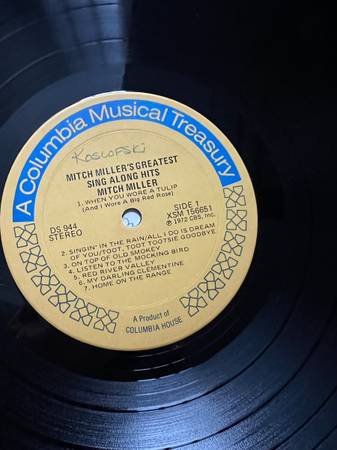 A Columbia Musical Treasury
KOSLOFSKI
MITCH MILLER'S GREATEST
SING ALONG HITS
MITCH MILLER
1. WHEN YOU WORE A TULIP
(And I Wore A Big Red Rose)
DS 944
STEREO
SIDE 1
XSM 156651
℗ 1972 CBS, Inc.
2. SINGIN' IN THE RAIN/ALL I DO IS DREAM
OF YOU/TOOT, TOOT TOOTSIE GOODBYE
3. ON TOP OF OLD SMOKEY
4. LISTEN TO THE MOCKING BIRD
5. RED RIVER VALLEY
6. MY DARLING CLEMENTINE
7. HOME ON THE RANGE
A Product of
COLUMBIA HOUSE